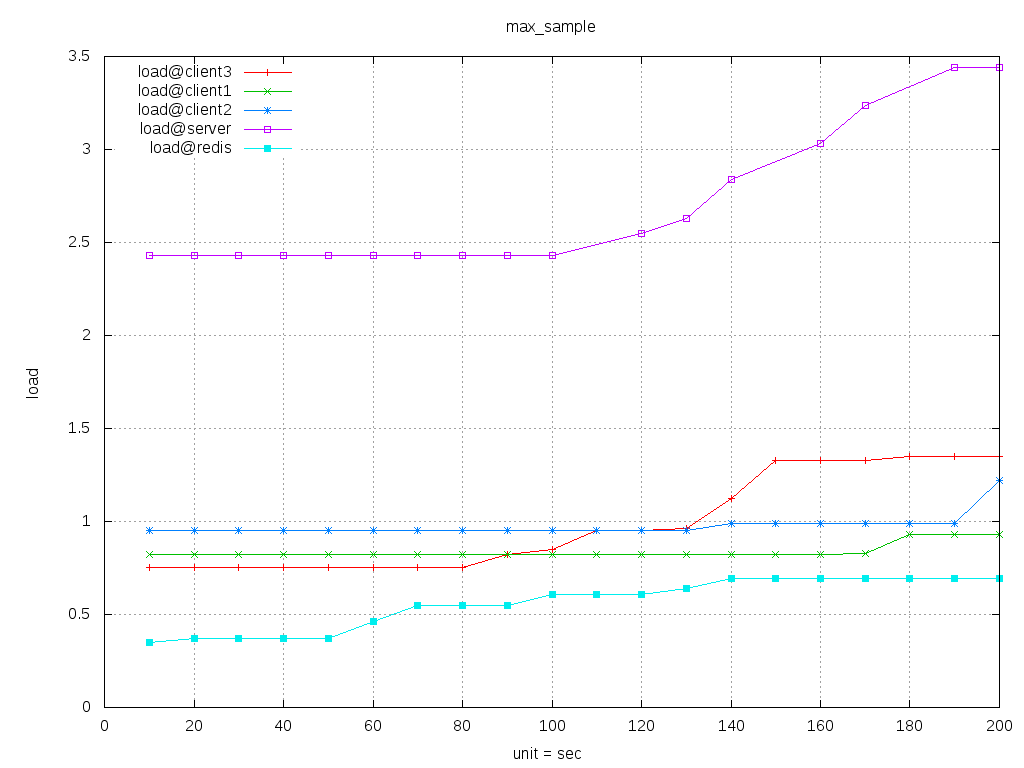 max_sample
load@client3
load@client1
load@client2
load@server
load@redis
3.5
3
2.5
2
1.5
1
0.5
0
load
0 20 40 60 80 100 120 140 160 180 200
unit = sec